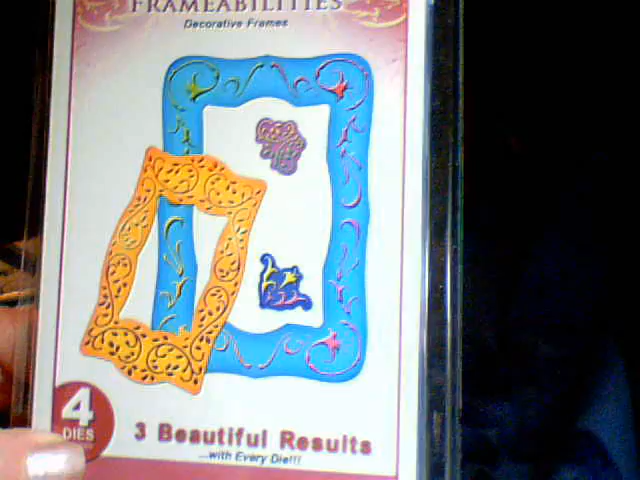 FRAMEABILITIES
Decorative Frames
4
DIES
3 Beautiful Results
...with Every Die!!!